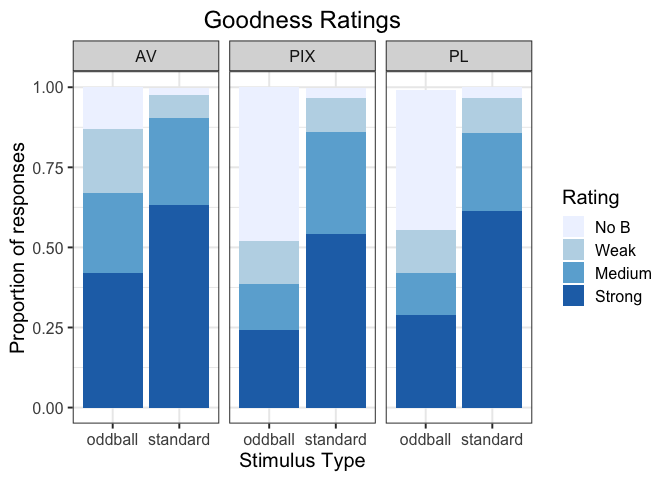 Goodness Ratings
AV PIX PL
1.00
0.75
0.50
0.25
0.00
Proportion of responses
oddball standard oddball standard oddball standard
Stimulus Type
Rating
No B
Weak
Medium
Strong